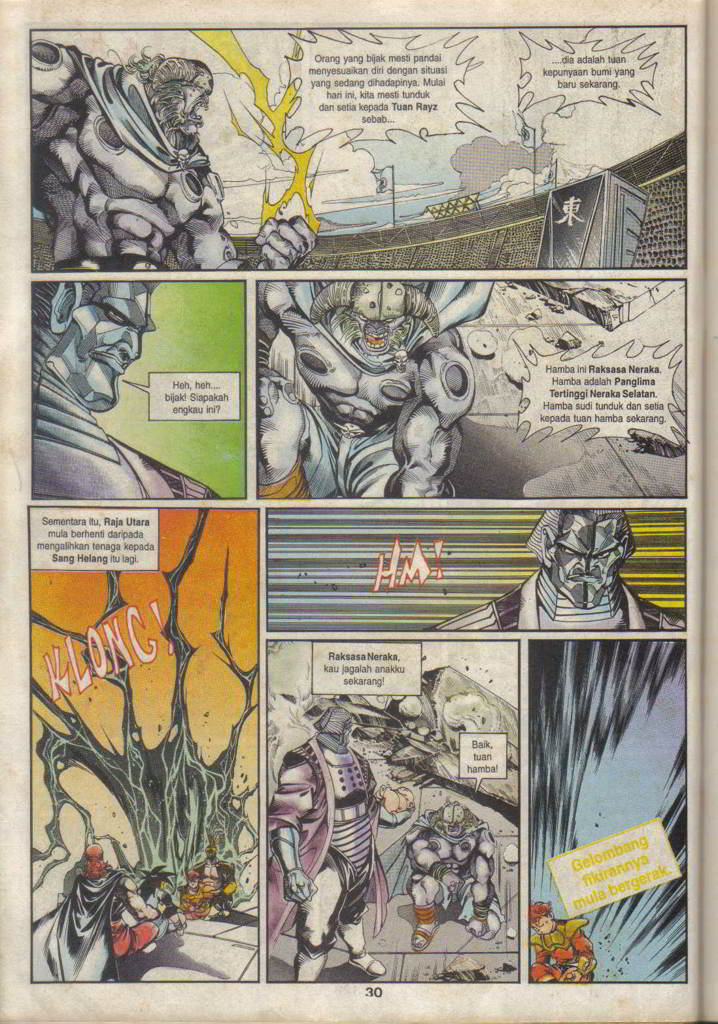 Orang yang bijak mesti pandai
menyesuaikan diri dengan situasi
yang sedang dihadapinya. Mulai
hari ini, kita mesti tunduk
dan setia kepada Tuan Rayz
sebab...
....dia adalah tuan
kepunyaan bumi yang
baru sekarang.
東
Heh, heh....
bijak! Siapakah
engkau ini?
Hamba ini Raksasa Neraka.
Hamba adalah Panglima
Tertinggi Neraka Selatan.
Hamba sudi tunduk dan setia
kepada tuan hamba sekarang.
Sementara itu, Raja Utara
mula berhenti daripada
mengalihkan tenaga kepada
Sang Helang itu lagi.
KLONG!
HM!
Raksasa Neraka,
kau jagalah anakku
sekarang!
Baik,
tuan
hamba!
Gelombang
fikirannya
mula bergerak.
30